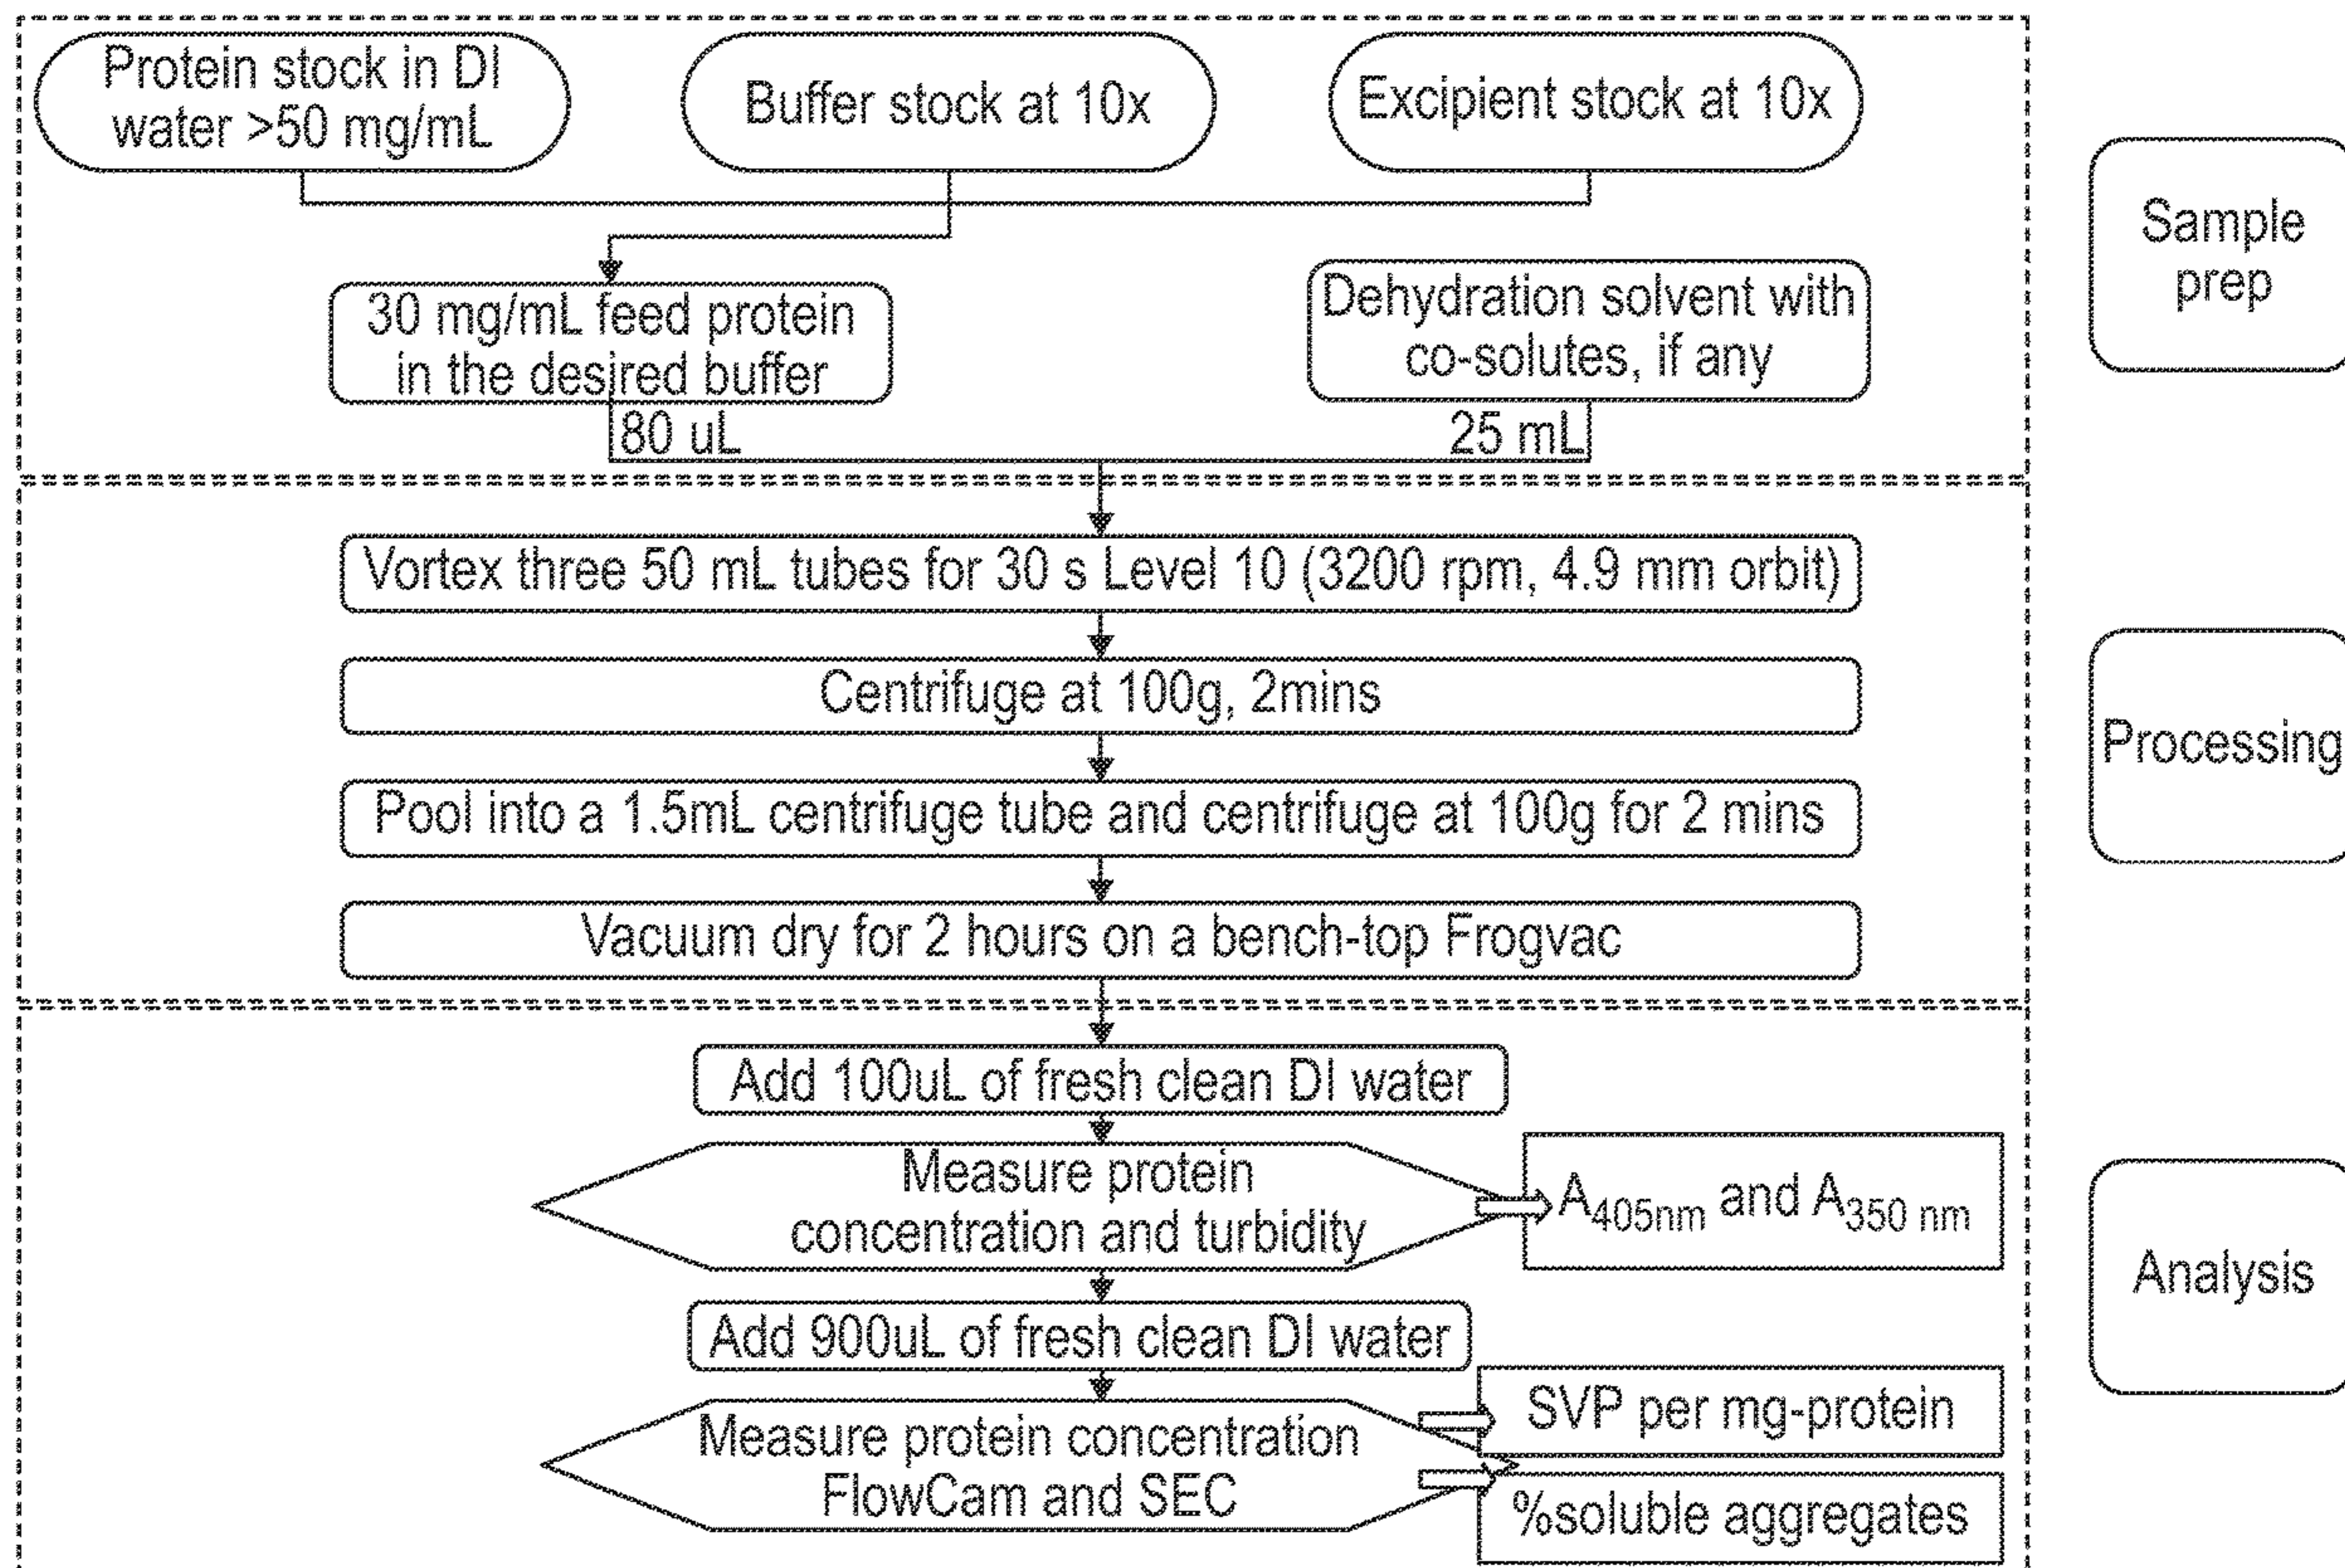 Protein stock in DI
water >50 mg/mL
Buffer stock at 10x
Excipient stock at 10x
Sample
prep
30 mg/mL feed protein
in the desired buffer
Dehydration solvent with
co-solutes, if any
80 uL
25 mL
Vortex three 50 mL tubes for 30 s Level 10 (3200 rpm, 4.9 mm orbit)
Centrifuge at 100g, 2mins
Processing
Pool into a 1.5mL centrifuge tube and centrifuge at 100g for 2 mins
Vacuum dry for 2 hours on a bench-top Frogvac
Add 100uL of fresh clean DI water
Measure protein
concentration and turbidity
A405nm and A350 nm
Analysis
Add 900uL of fresh clean DI water
Measure protein concentration
FlowCam and SEC
SVP per mg-protein
%soluble aggregates